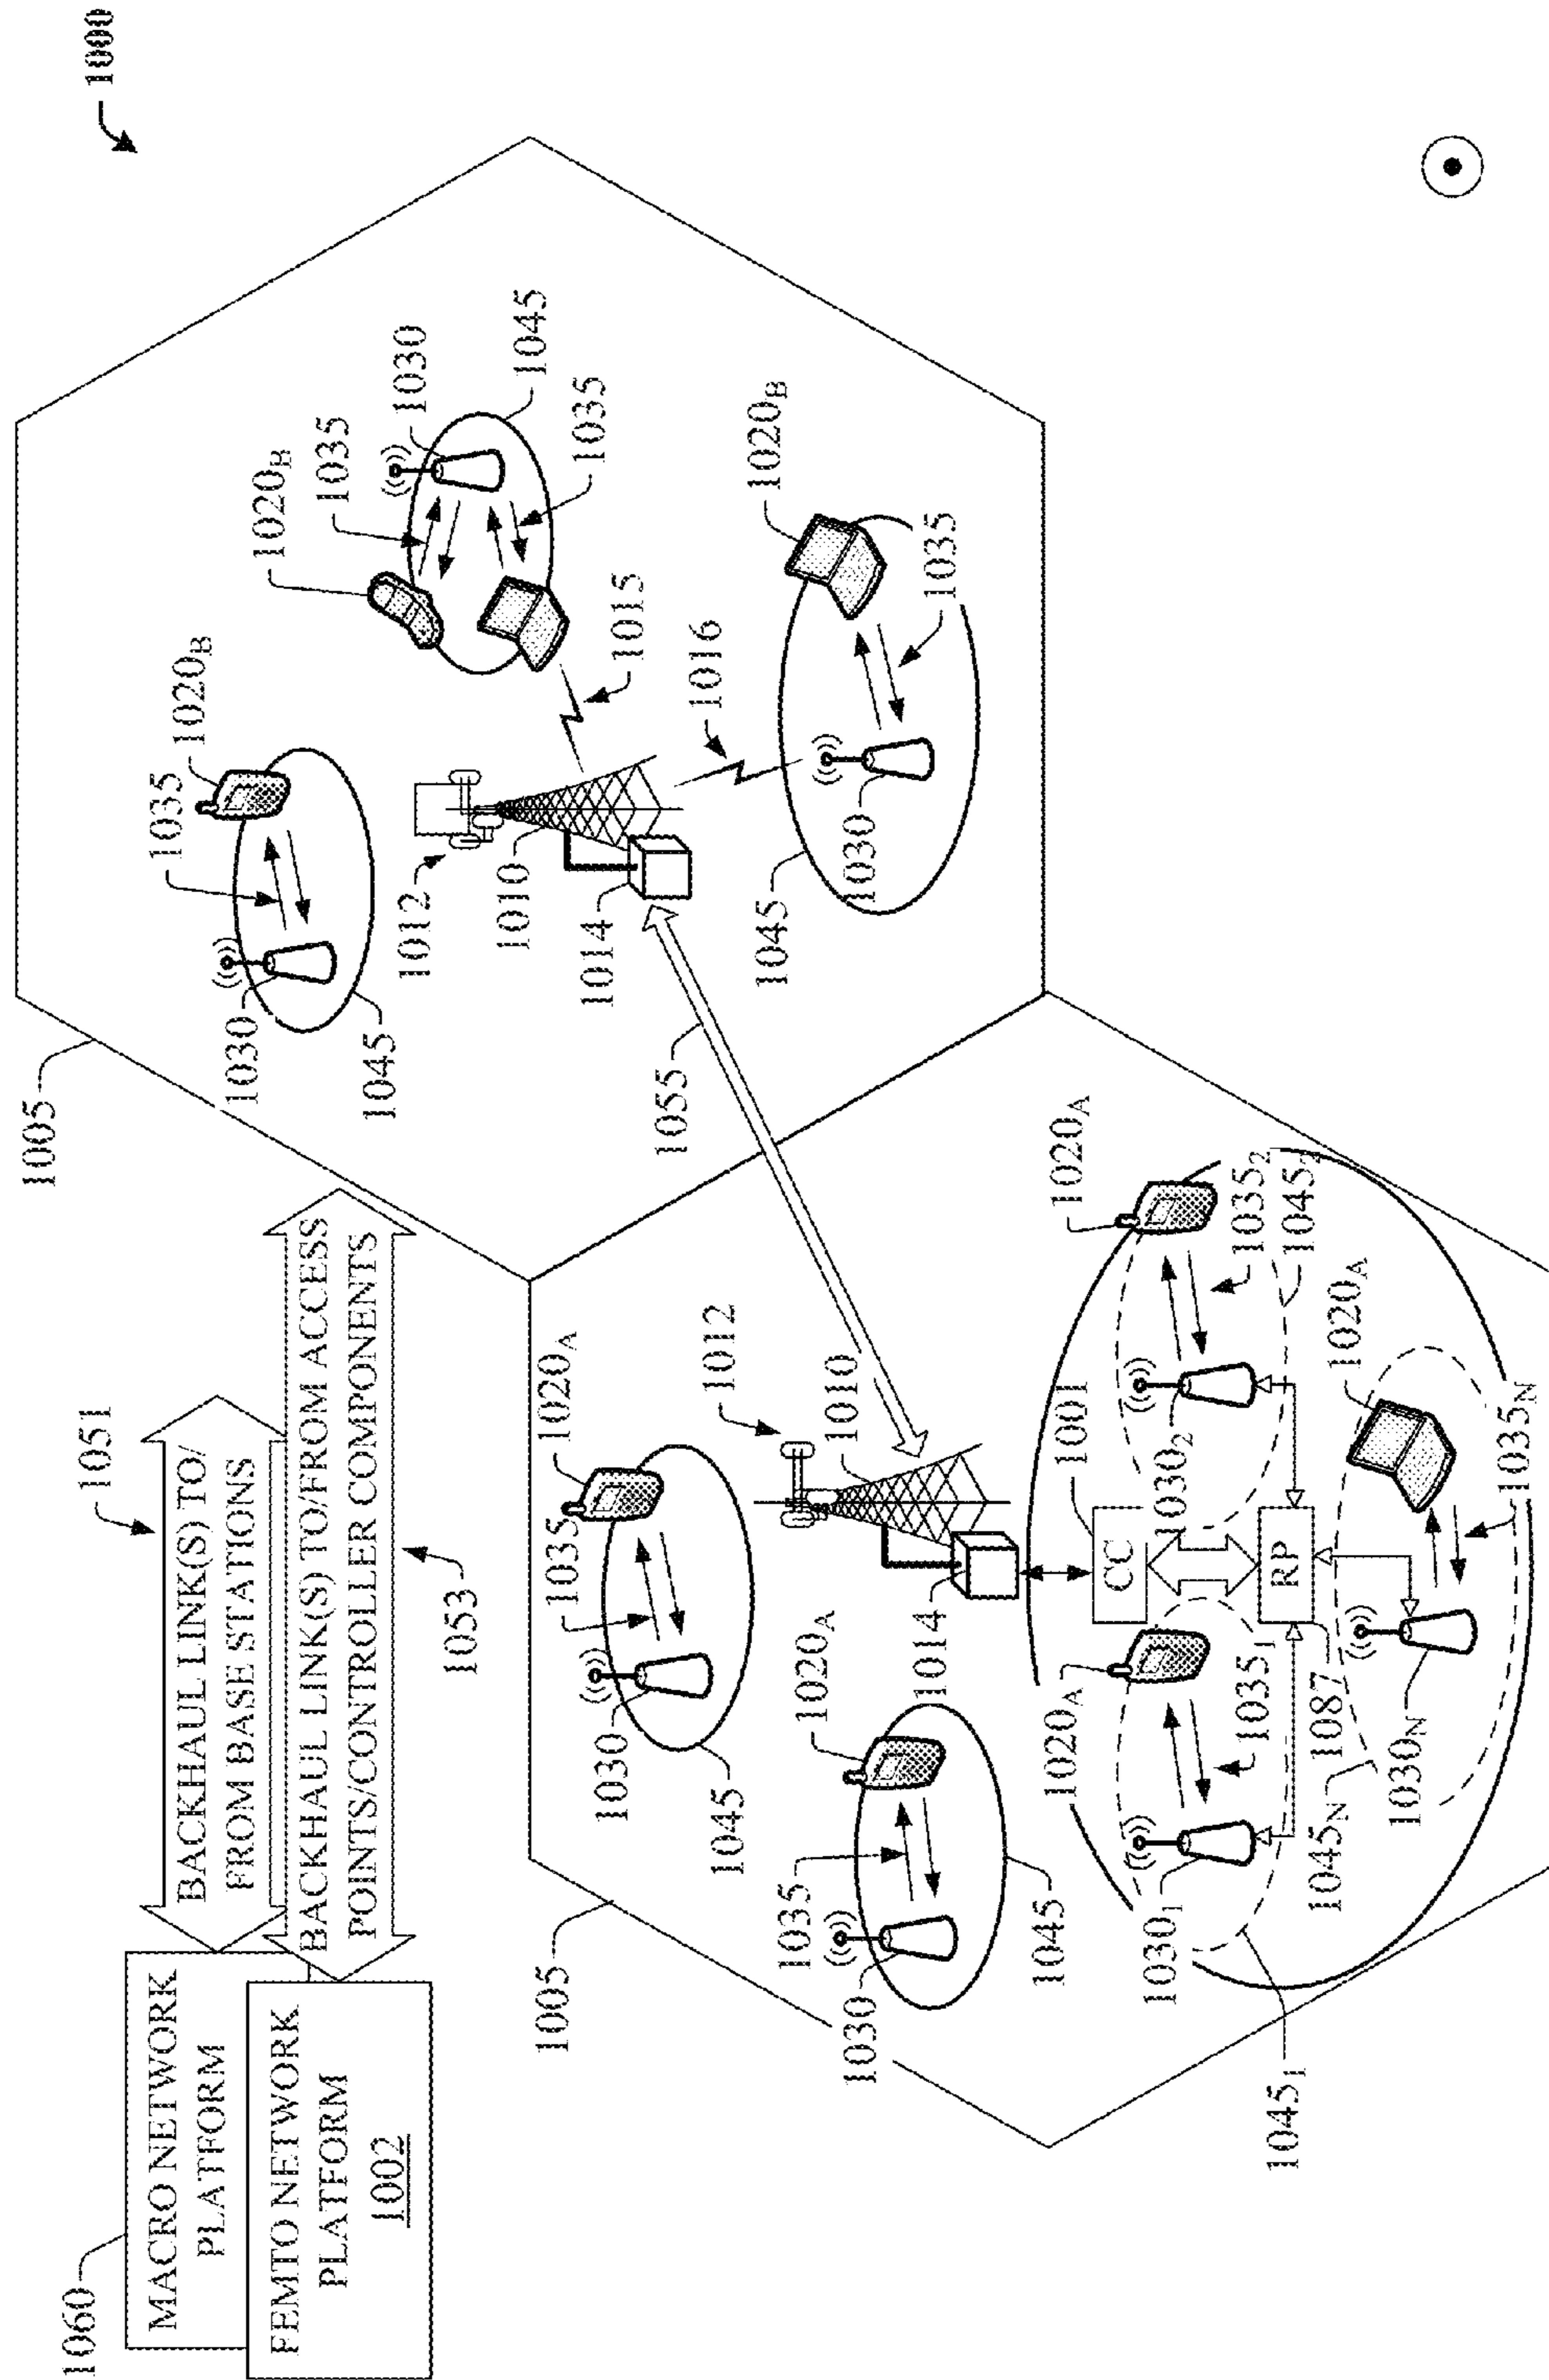 1000
1060
MACRO NETWORK
PLATFORM
FEMTO NETWORK
PLATFORM
1002
1051
BACKHAUL LINK(S) TO/
FROM BASE STATIONS
BACKHAUL LINK(S) TO/FROM ACCESS
POINTS/CONTROLLER COMPONENTS
1053
1005
1030
1035
1020B
1045
1012
1010
1014
1020B
1035
1030
1045
1035
1015
1016
1020B
1035
1030
1045
1055
1005
1020A
1035
1030
1045
1012
1010
1014
1020A
1035
1030
1045
1001
CC
RP
1087
1020A
1035₂
1045₂
1030₂
1020A
1035₁
1030₁
1045₁
1020A
1035N
1030N
1045N